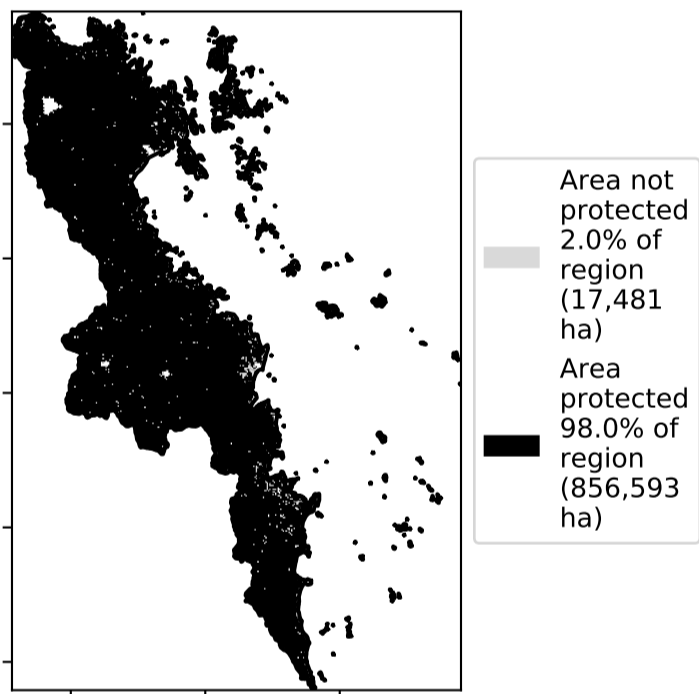 Area not
protected
2.0% of
region
(17,481
ha)
Area
protected
98.0% of
region
(856,593
ha)